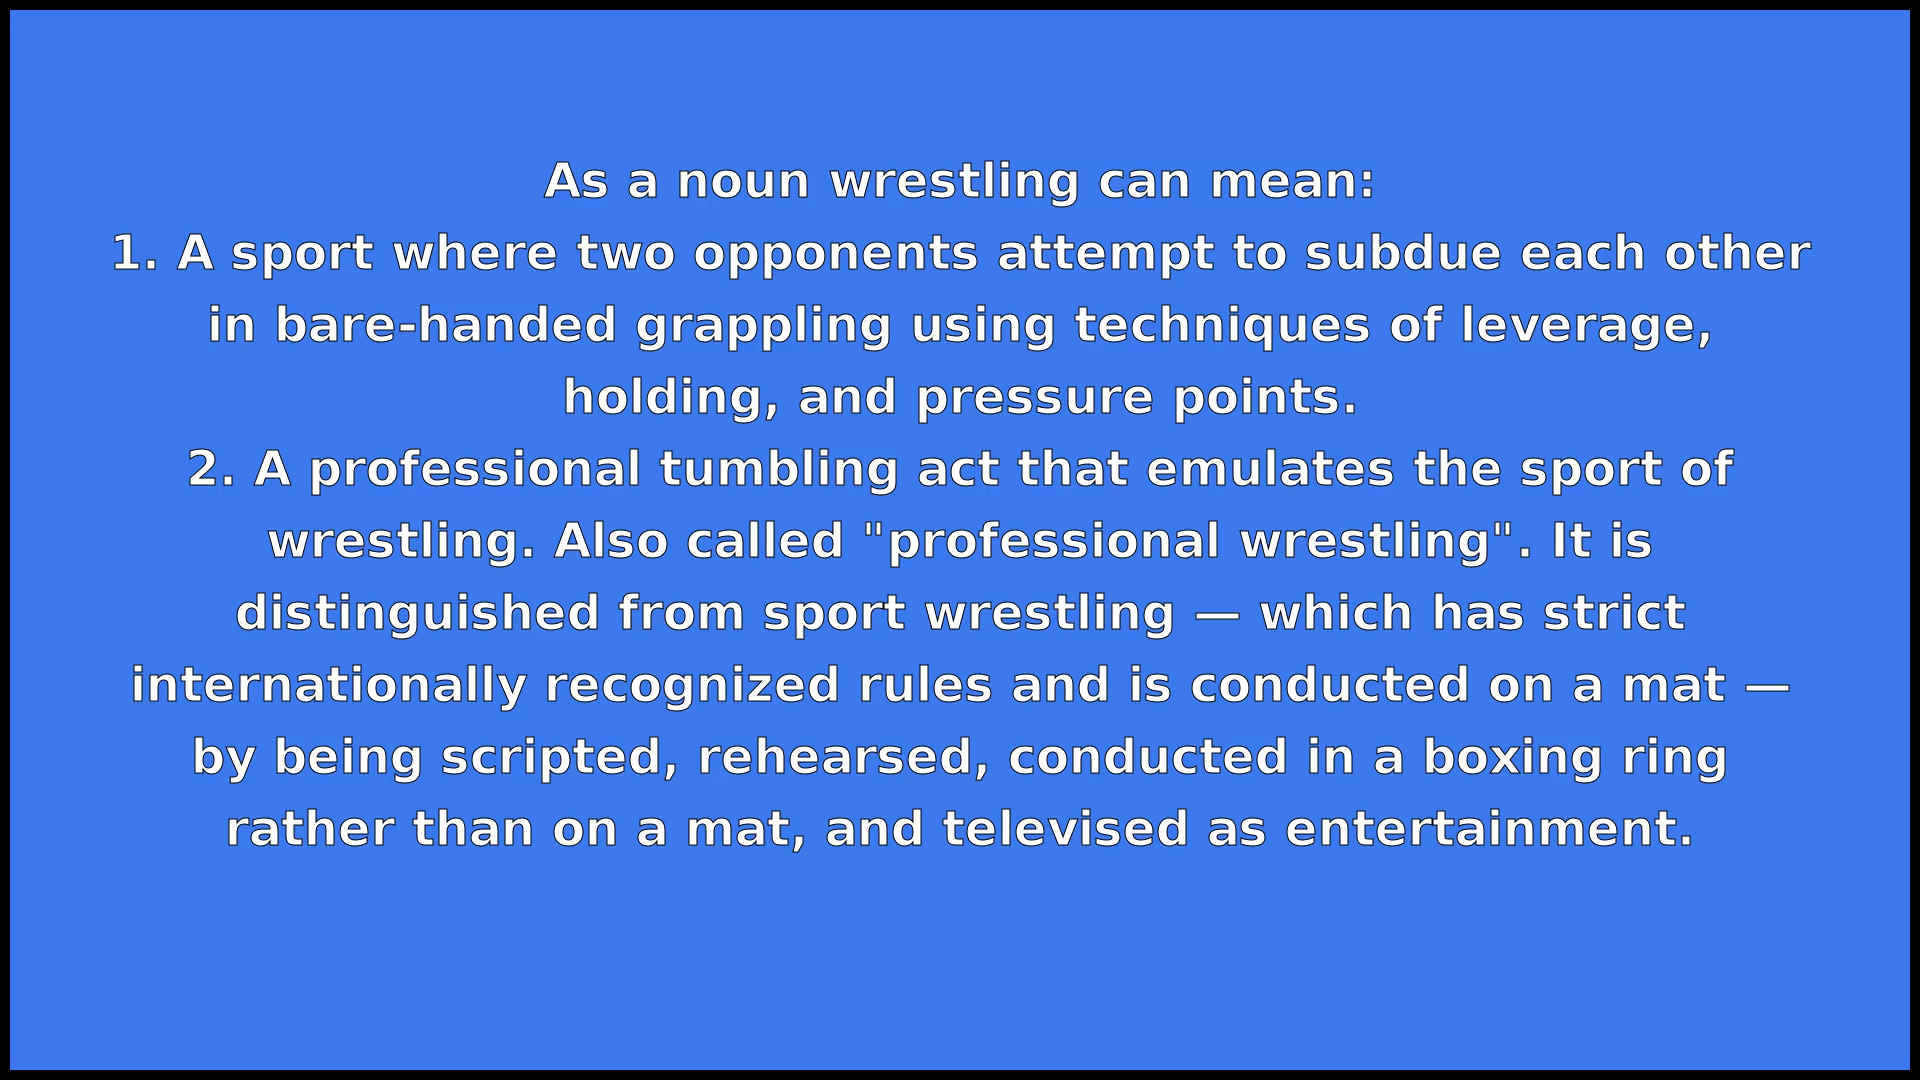 As a noun wrestling can mean:
1. A sport where two opponents attempt to subdue each other
in bare-handed grappling using techniques of leverage,
holding, and pressure points.
2. A professional tumbling act that emulates the sport of
wrestling. Also called "professional wrestling". It is
distinguished from sport wrestling — which has strict
internationally recognized rules and is conducted on a mat —
by being scripted, rehearsed, conducted in a boxing ring
rather than on a mat, and televised as entertainment.